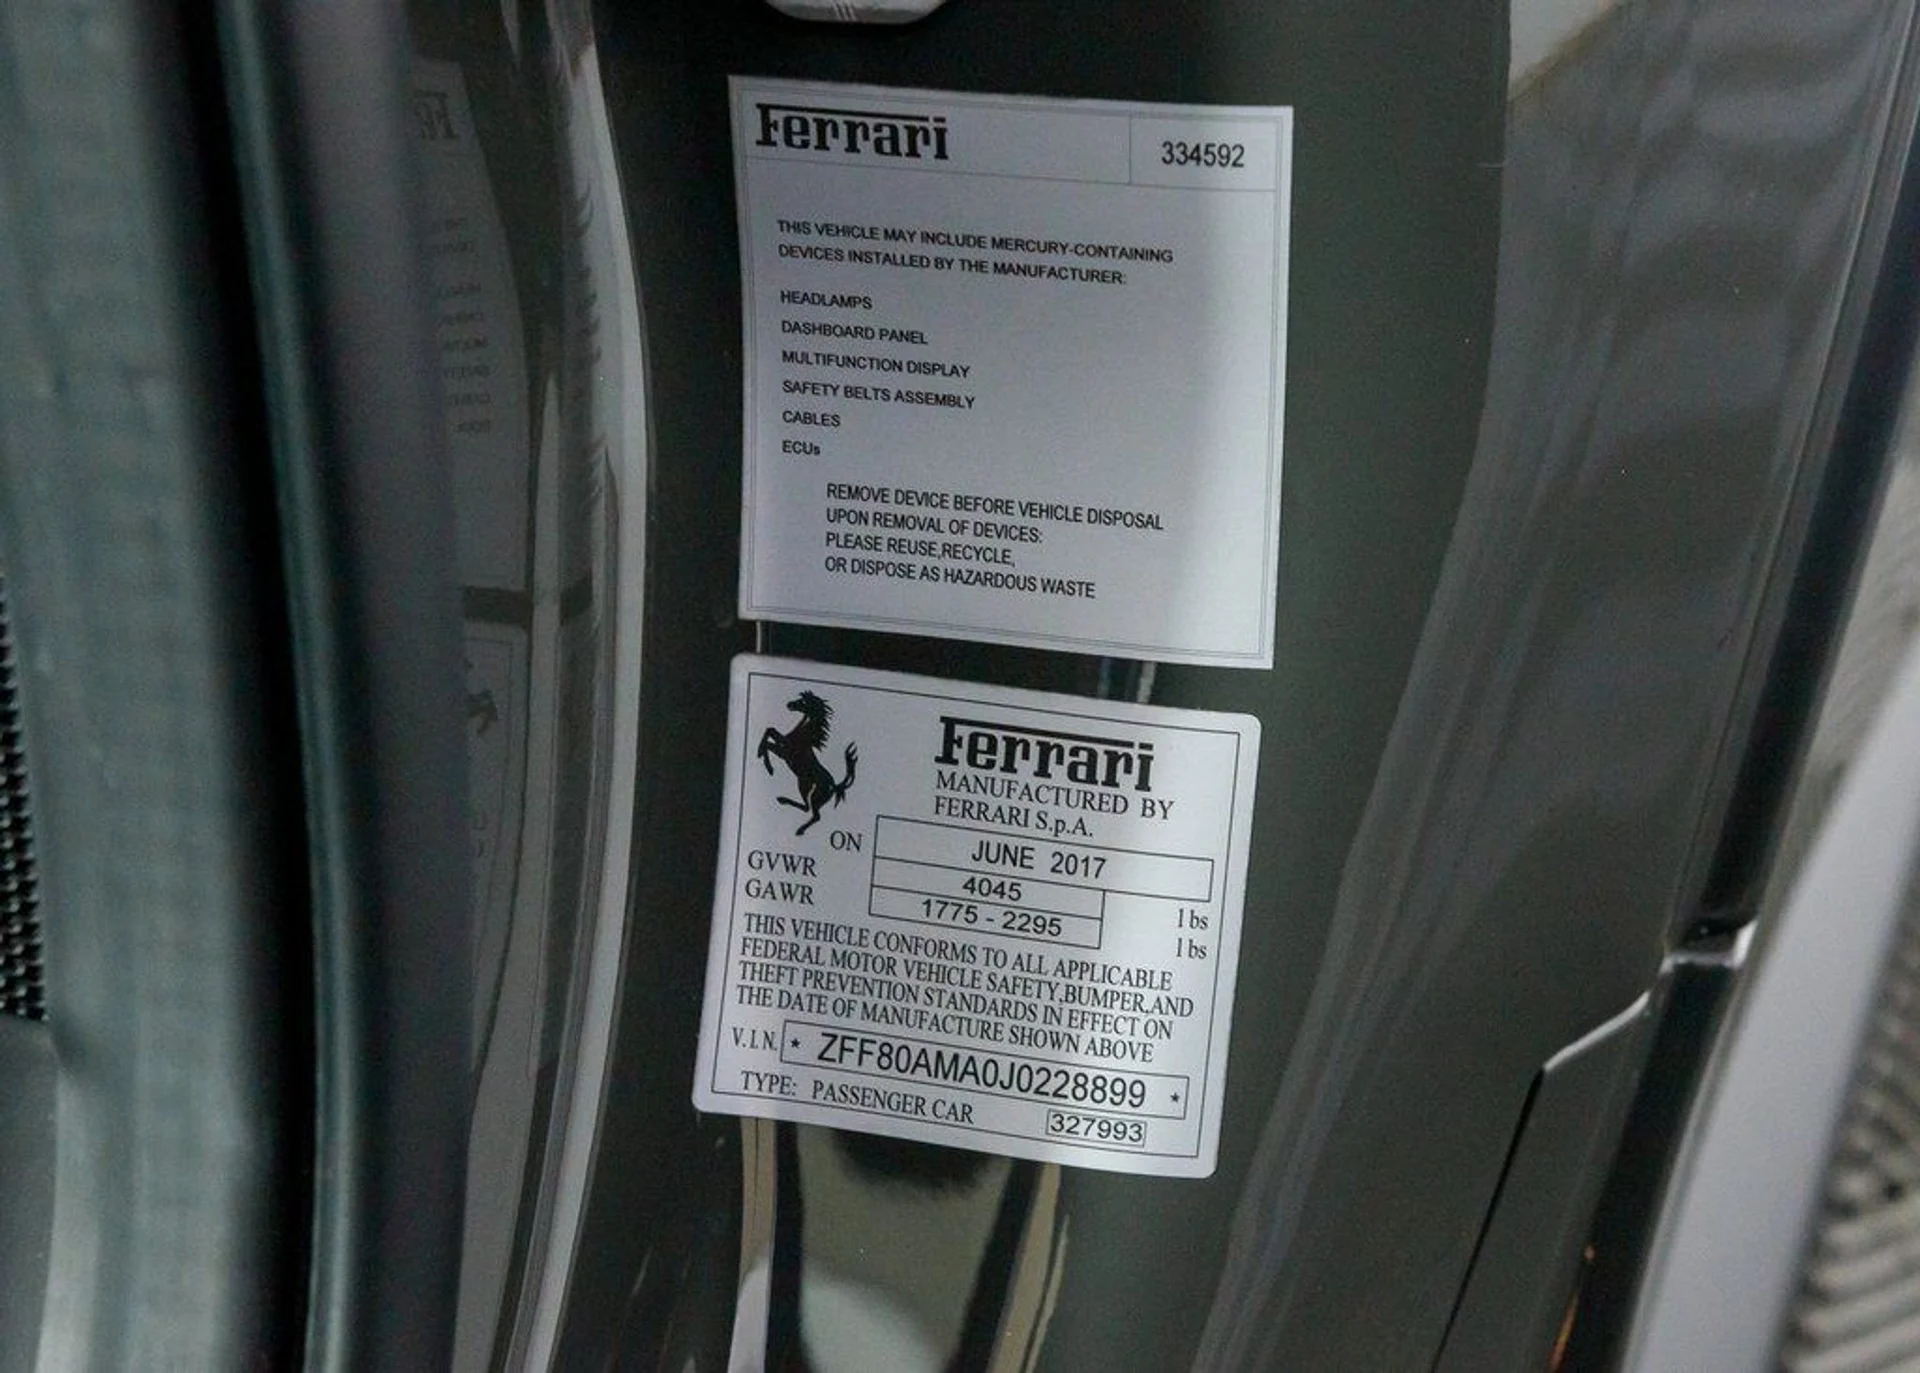 Ferrari
334592
THIS VEHICLE MAY INCLUDE MERCURY-CONTAINING
DEVICES INSTALLED BY THE MANUFACTURER:
HEADLAMPS
DASHBOARD PANEL
MULTIFUNCTION DISPLAY
SAFETY BELTS ASSEMBLY
CABLES
ECUs
REMOVE DEVICE BEFORE VEHICLE DISPOSAL
UPON REMOVAL OF DEVICES:
PLEASE REUSE,RECYCLE,
OR DISPOSE AS HAZARDOUS WASTE
Ferrari
MANUFACTURED BY
FERRARI S.p.A.
ON JUNE 2017
GVWR 4045 lbs
GAWR 1775 - 2295 lbs
THIS VEHICLE CONFORMS TO ALL APPLICABLE
FEDERAL MOTOR VEHICLE SAFETY,BUMPER,AND
THEFT PREVENTION STANDARDS IN EFFECT ON
THE DATE OF MANUFACTURE SHOWN ABOVE
V.I.N. * ZFF80AMA0J0228899 *
TYPE: PASSENGER CAR 327993